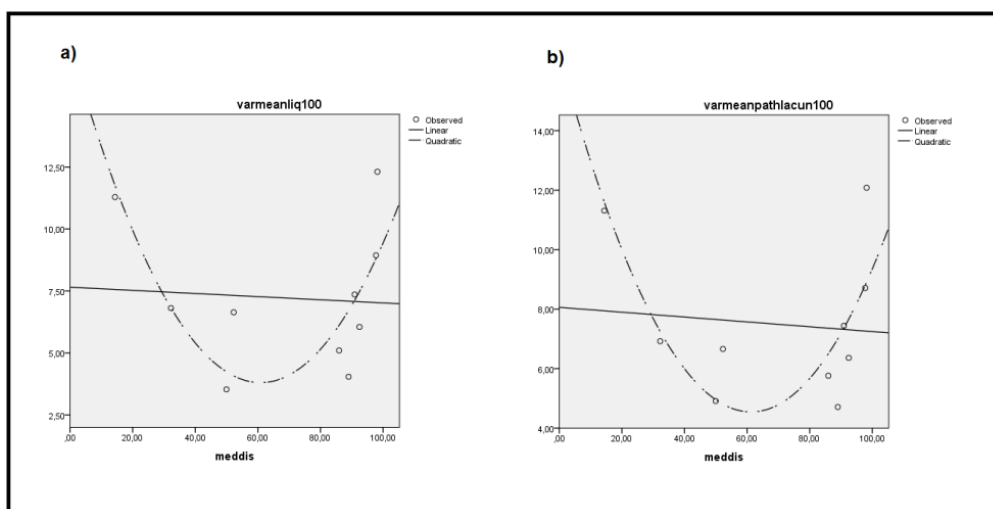 a)
varmeanliq100
Observed
Linear
Quadratic
12,50
10,00
7,50
5,00
2,50
,00
20,00
40,00
60,00
80,00
100,00
meddis
b)
varmeanpathlacun100
Observed
Linear
Quadratic
14,00
12,00
10,00
8,00
6,00
4,00
,00
20,00
40,00
60,00
80,00
100,00
meddis